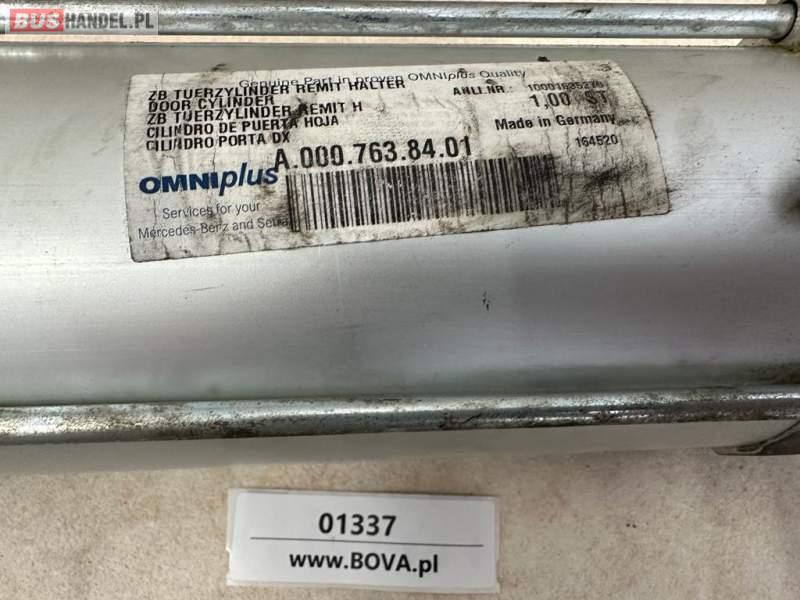 BUSHANDEL.PL
Genuine Part in proven OMNIplus Quality
ZB TUERZYLINDER REMIT HALTER
DOOR CYLINDER
ZB TUERZYLINDER REMIT H
CILINDRO DE PUERTA HOJA
CILINDRO PORTA DX
ANLI.NR.:
1,00 ST
Made in Germany
164520
A.000.763.84.01
OMNIplus
Services for your
Mercedes-Benz and Setra
01337
www.BOVA.pl